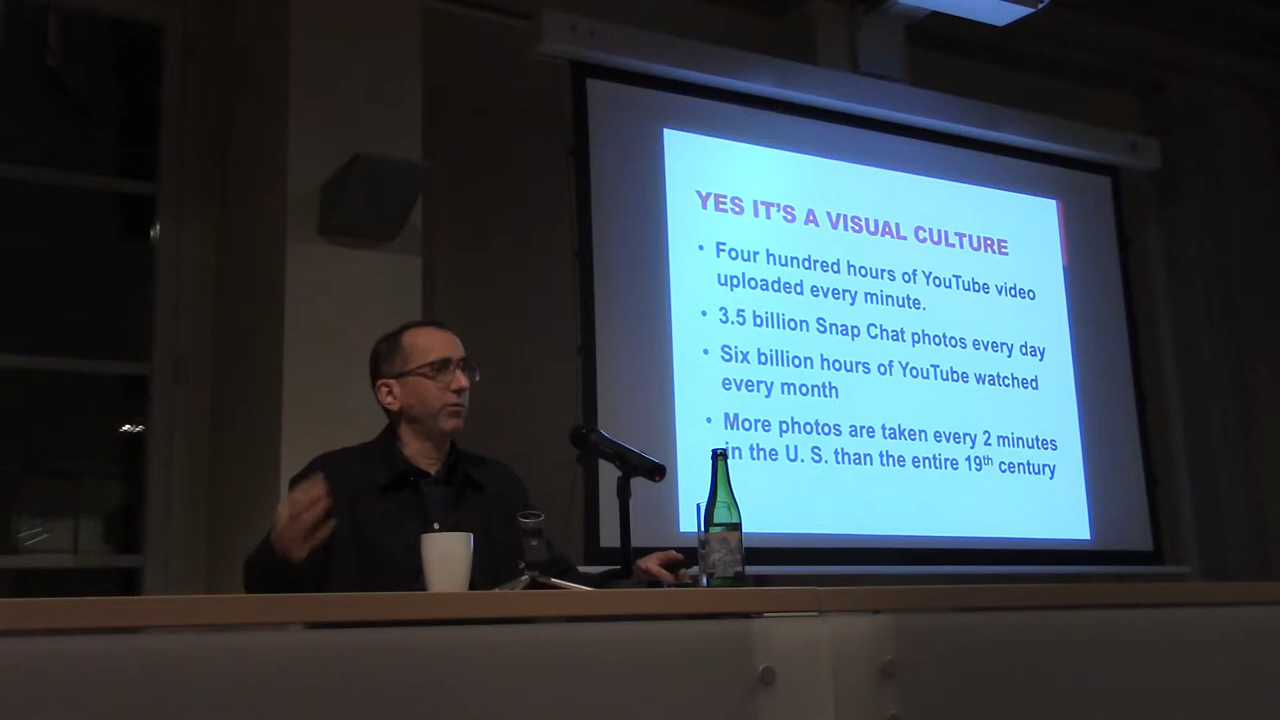 YES IT'S A VISUAL CULTURE
• Four hundred hours of YouTube video
uploaded every minute.
• 3.5 billion Snap Chat photos every day
• Six billion hours of YouTube watched
every month
• More photos are taken every 2 minutes
in the U. S. than the entire 19th century